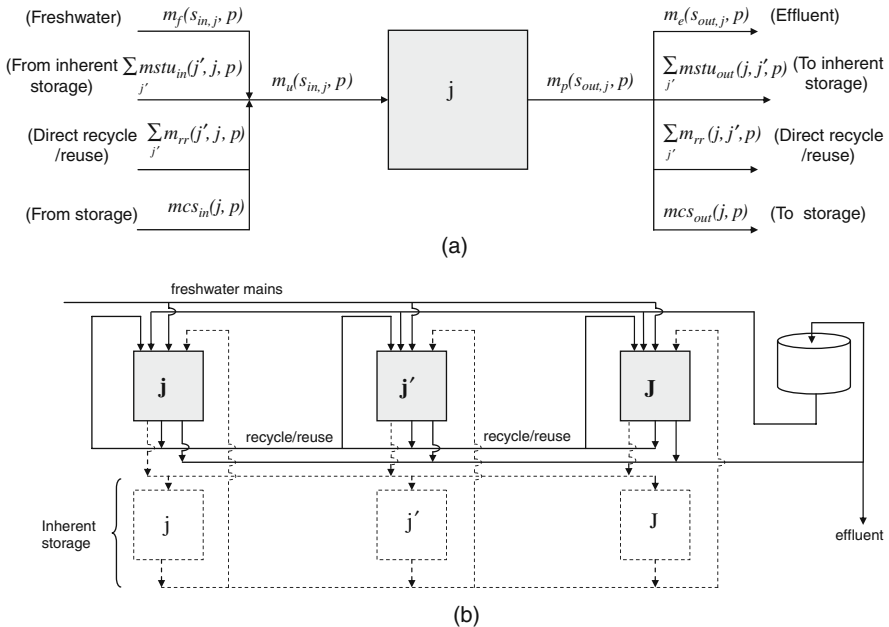 (Freshwater) m_f(s_{in,j}, p) m_e(s_{out,j}, p) (Effluent)
(From inherent storage) ∑_{j′} mstu_{in}(j′, j, p) m_u(s_{in,j}, p) j m_p(s_{out,j}, p) ∑_{j′} mstu_{out}(j, j′, p) (To inherent storage)
(Direct recycle /reuse) ∑_{j′} m_{rr}(j′, j, p) ∑_{j′} m_{rr}(j, j′, p) (Direct recycle /reuse)
(From storage) mcs_{in}(j, p) mcs_{out}(j, p) (To storage)
(a)
freshwater mains
j j′ J
recycle/reuse recycle/reuse
Inherent storage j j′ J effluent
(b)